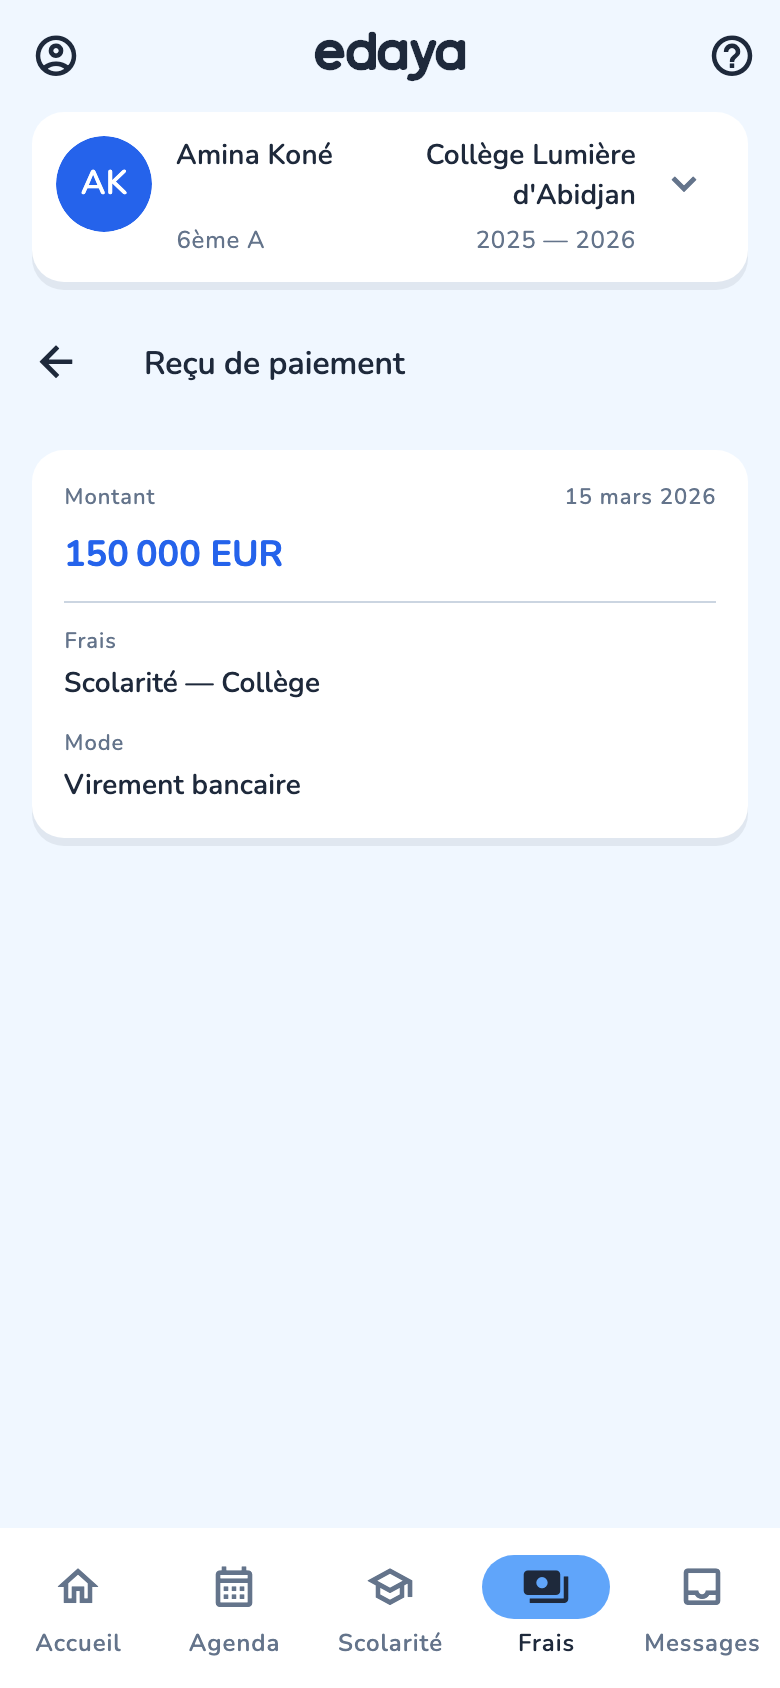 edaya
AK
Amina Koné
Collège Lumière
d'Abidjan
6ème A
2025 — 2026
Reçu de paiement
Montant
15 mars 2026
150 000 EUR
Frais
Scolarité — Collège
Mode
Virement bancaire
Accueil
Agenda
Scolarité
Frais
Messages